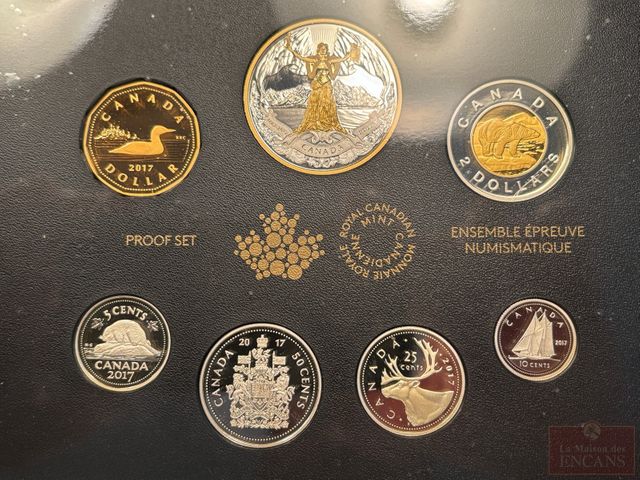 CANADA
2017
DOLLAR
CANADA
CANADA
2 DOLLARS
PROOF SET
ROYAL CANADIAN MINT
MONNAIE ROYALE CANADIENNE
ENSEMBLE ÉPREUVE
NUMISMATIQUE
5 CENTS
CANADA
2017
CANADA 2017 50 CENTS
25
cents
CANADA 2017
CANADA
2017
10 CENTS
La Maison des
ENCANS